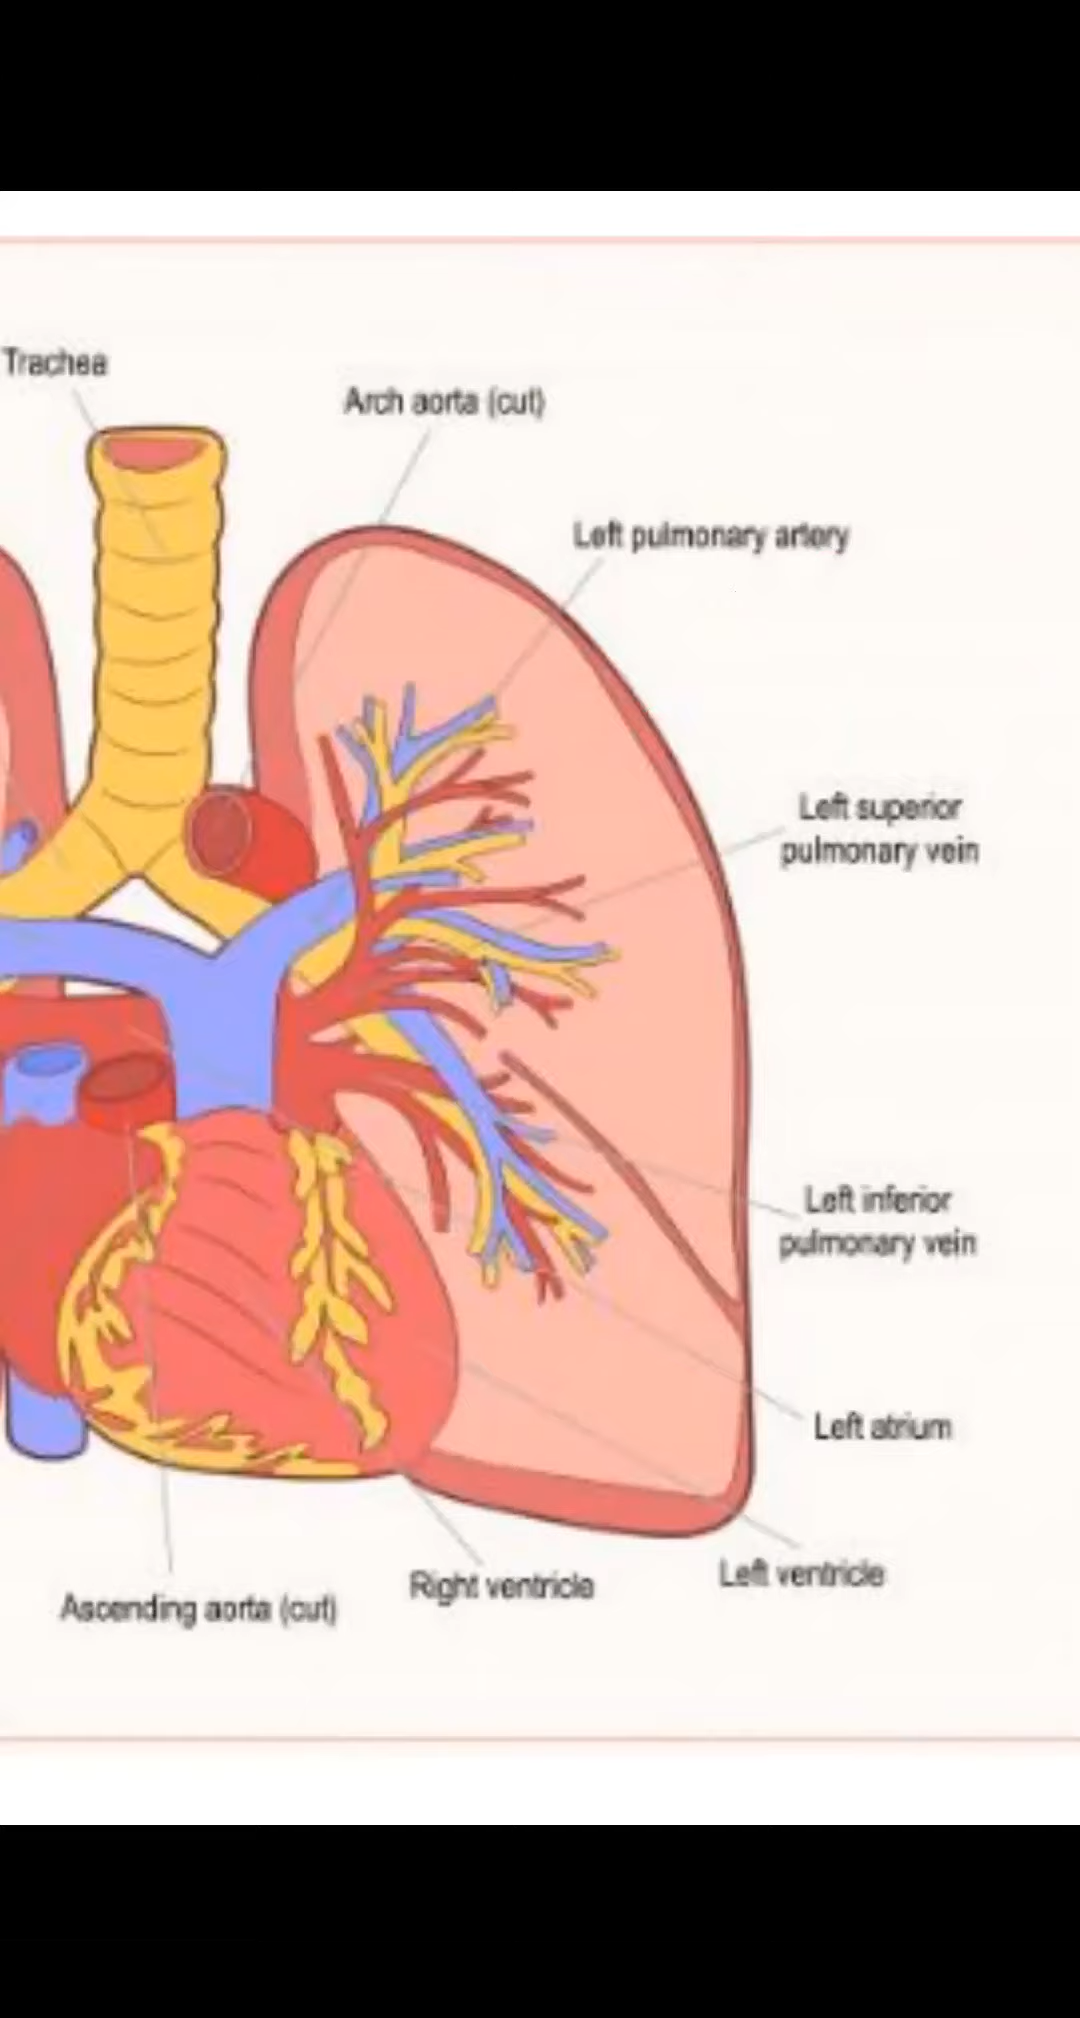 Trachea
Arch aorta (cut)
Left pulmonary artery
Left superior
pulmonary vein
Left inferior
pulmonary vein
Left atrium
Left ventricle
Right ventricle
Ascending aorta (cut)